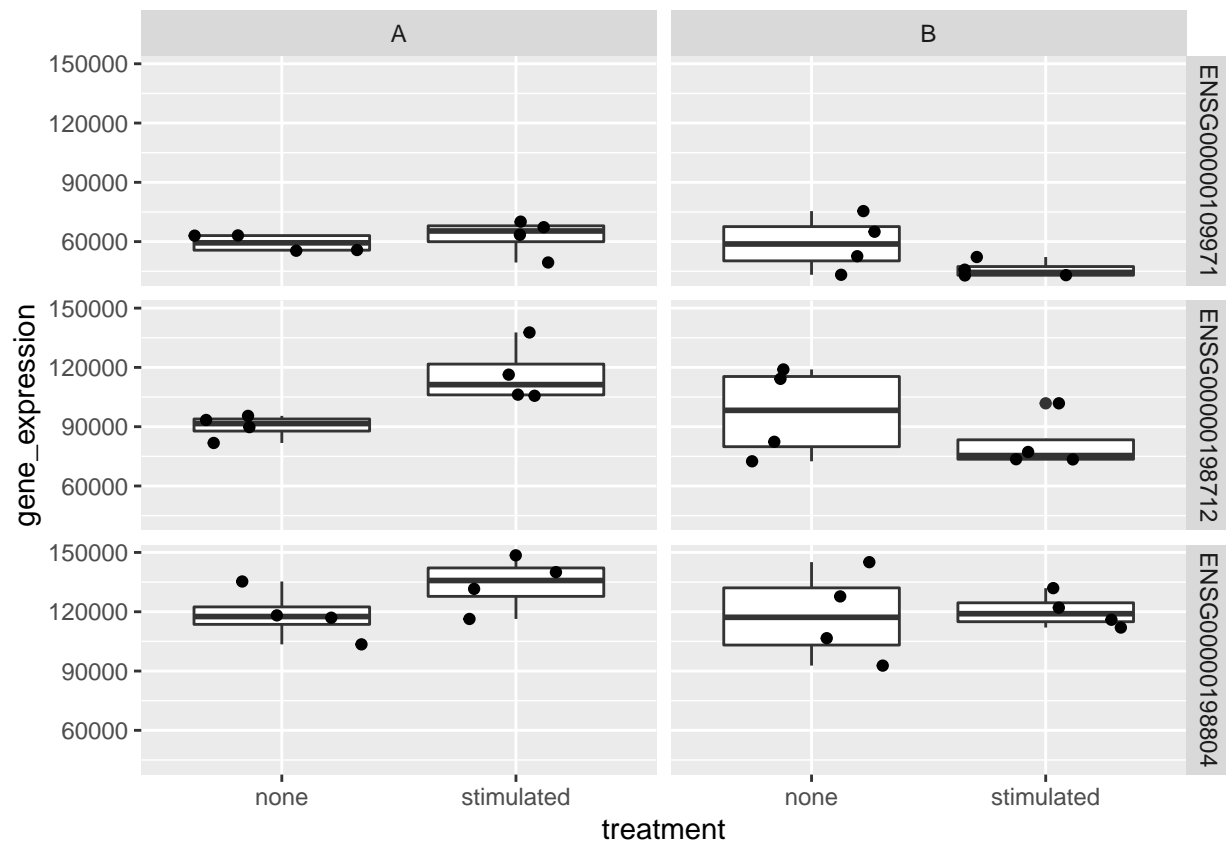 A
B
150000
120000
90000
60000
ENSG00000109971
150000
120000
90000
60000
ENSG00000198712
150000
120000
90000
60000
ENSG00000198804
gene_expression
none
stimulated
none
stimulated
treatment